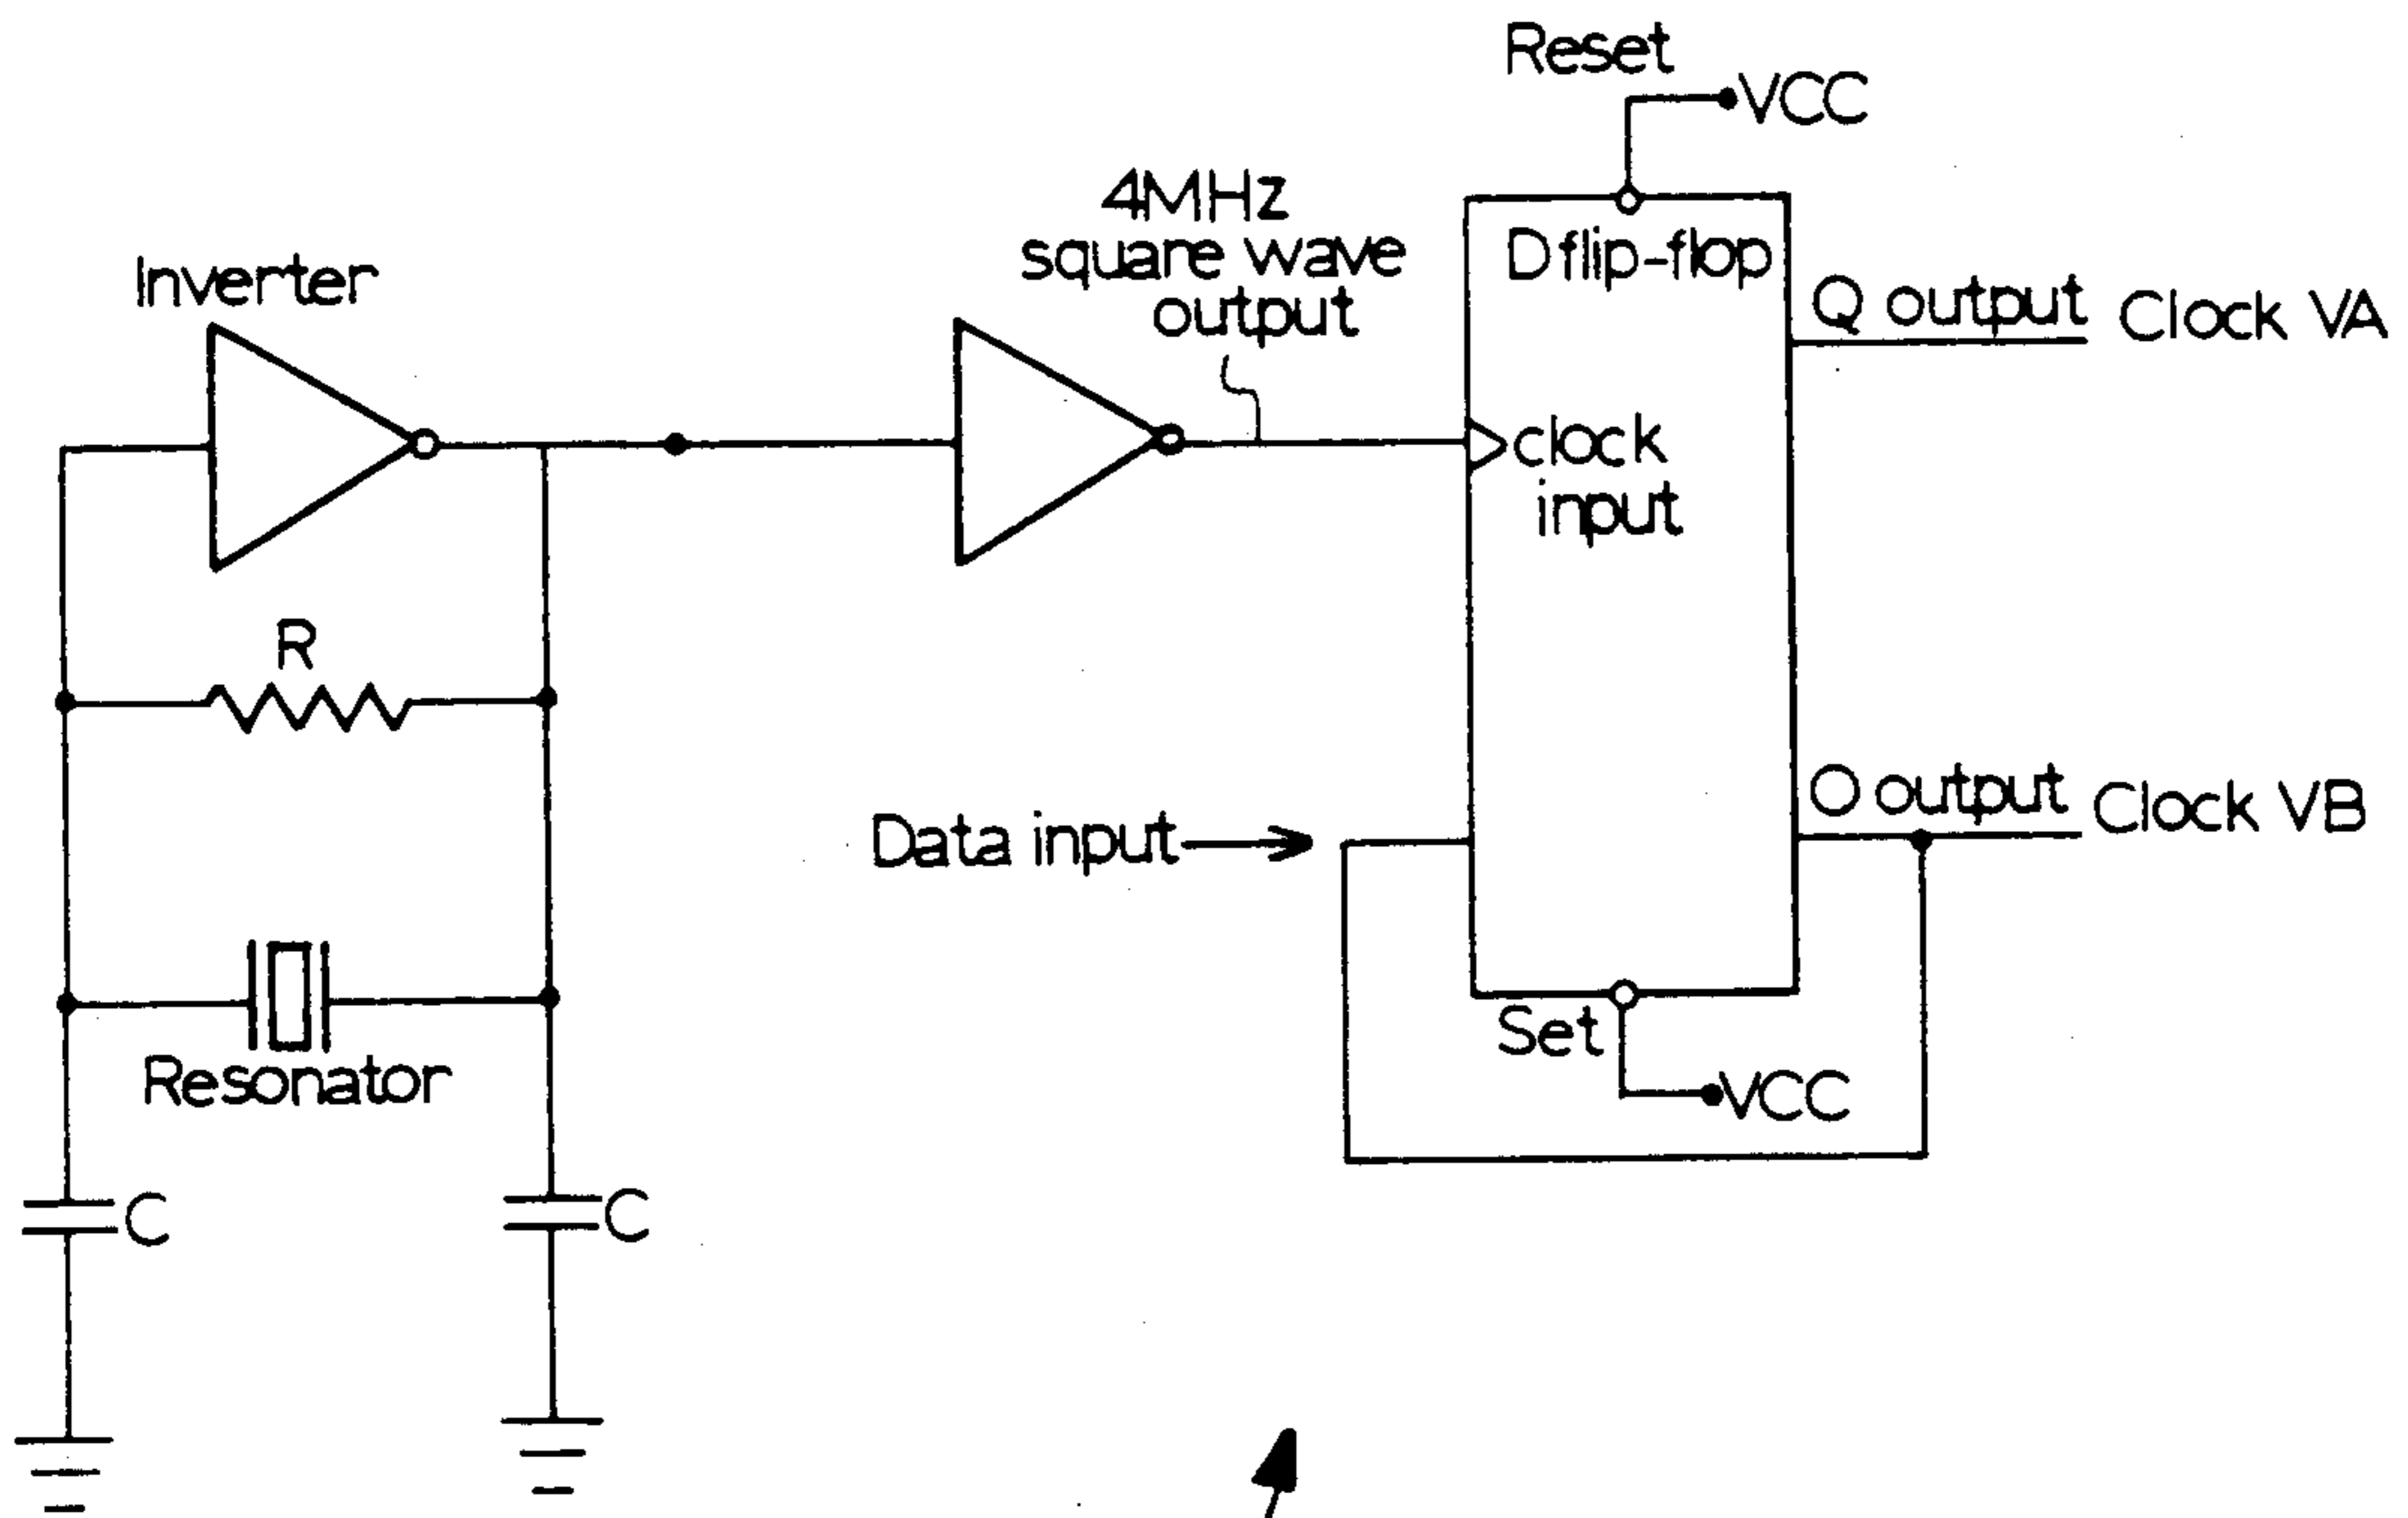 Reset
VCC
4MHz
square wave
output
Inverter
D flip-flop
Q output Clock VA
clock
input
R
Data input
O output Clock VB
Set
VCC
Resonator
C
C